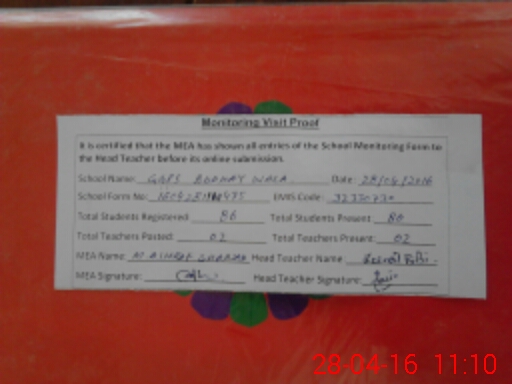 Monitoring Visit Proof
It is certified that the MEA has shown all entries of the School Monitoring Form to
the Head Teacher before its online submission.
School Name: GGPS BUDHAY WALA Date: 28/04/2016
School Form No: EMIS Code: 32330730
Total Students Registered: 86 Total Students Present: 80
Total Teachers Posted: 02 Total Teachers Present: 02
MEA Name: Head Teacher Name: Bibi
MEA Signature: Head Teacher Signature:
28-04-16 11:10